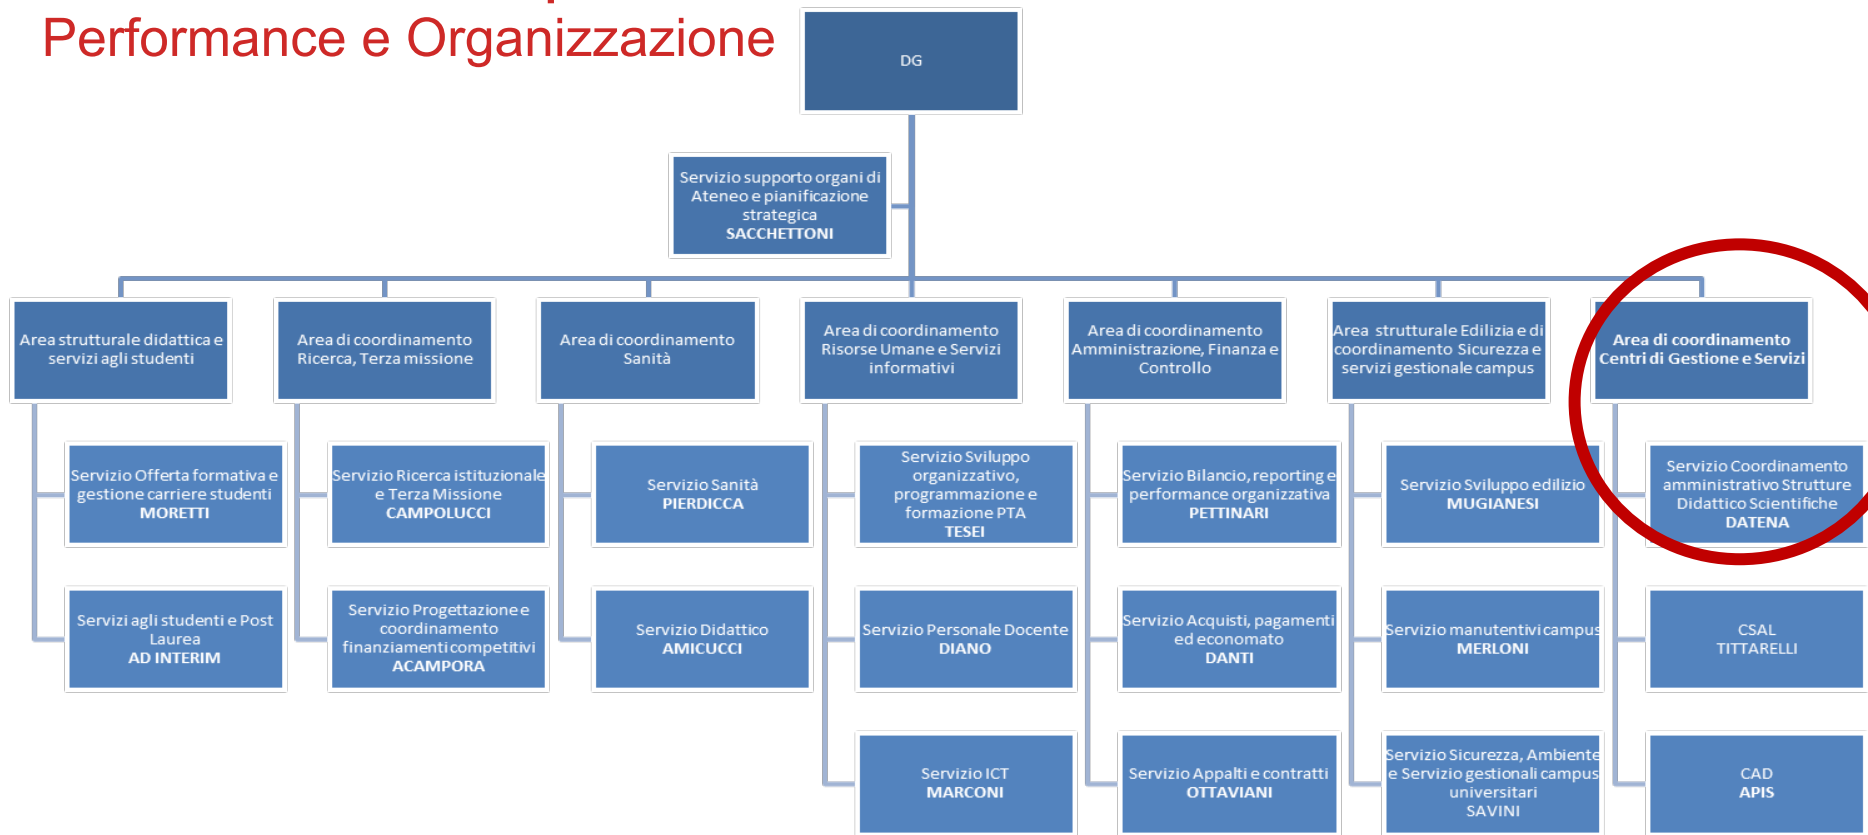 Performance e Organizzazione
DG
Servizio supporto organi di
Ateneo e pianificazione
strategica
SACCHETTONI
Area strutturale didattica e
servizi agli studenti
Area di coordinamento
Ricerca, Terza missione
Area di coordinamento
Sanità
Area di coordinamento
Risorse Umane e Servizi
informativi
Area di coordinamento
Amministrazione, Finanza e
Controllo
Area strutturale Edilizia e di
coordinamento Sicurezza e
servizi gestionale campus
Area di coordinamento
Centri di Gestione e Servizi
Servizio Offerta formativa e
gestione carriere studenti
MORETTI
Servizio Ricerca istituzionale
e Terza Missione
CAMPOLUCCI
Servizio Sanità
PIERDICCA
Servizio Sviluppo
organizzativo,
programmazione e
formazione PTA
TESEI
Servizio Bilancio, reporting e
performance organizzativa
PETTINARI
Servizio Sviluppo edilizio
MUGIANESI
Servizio Coordinamento
amministrativo Strutture
Didattico Scientifiche
DATENA
Servizi agli studenti e Post
Laurea
AD INTERIM
Servizio Progettazione e
coordinamento
finanziamenti competitivi
ACAMPORA
Servizio Didattico
AMICUCCI
Servizio Personale Docente
DIANO
Servizio Acquisti, pagamenti
ed economato
DANTI
Servizio manutentivi campus
MERLONI
CSAL
TITTARELLI
Servizio ICT
MARCONI
Servizio Appalti e contratti
OTTAVIANI
Servizio Sicurezza, Ambiente
e Servizio gestionali campus
universitari
SAVINI
CAD
APIS